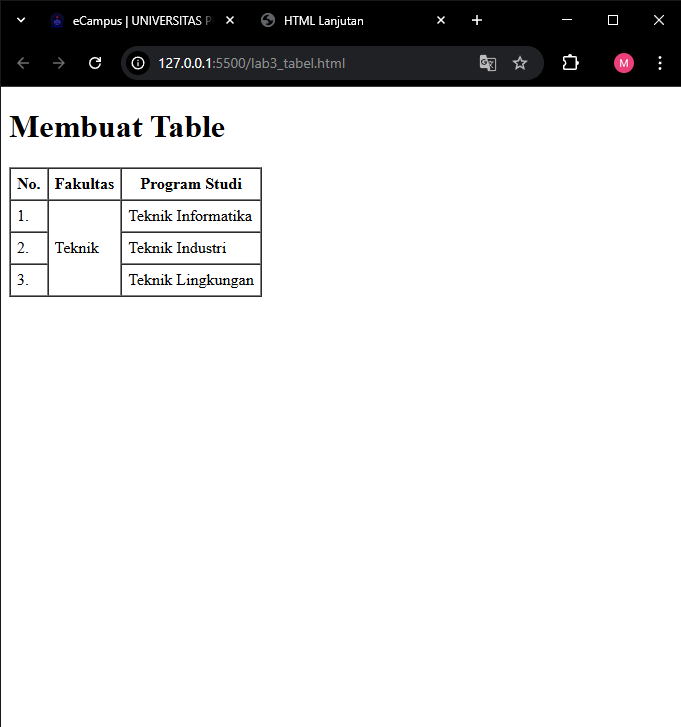 eCampus | UNIVERSITAS
HTML Lanjutan
127.0.0.1:5500/lab3_tabel.html
M
Membuat Table
No. Fakultas Program Studi
1. Teknik Informatika
2. Teknik Teknik Industri
3. Teknik Lingkungan